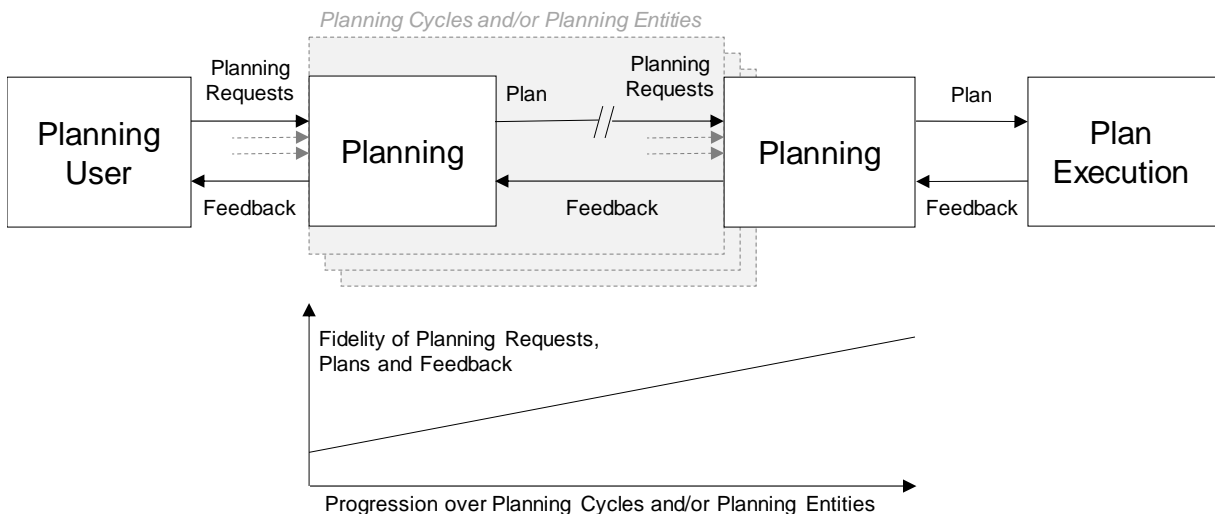 Planning Cycles and/or Planning Entities
Planning
Requests
Planning
User
Feedback
Planning
Plan
Planning
Requests
Feedback
Planning
Plan
Feedback
Plan
Execution
Fidelity of Planning Requests,
Plans and Feedback
Progression over Planning Cycles and/or Planning Entities